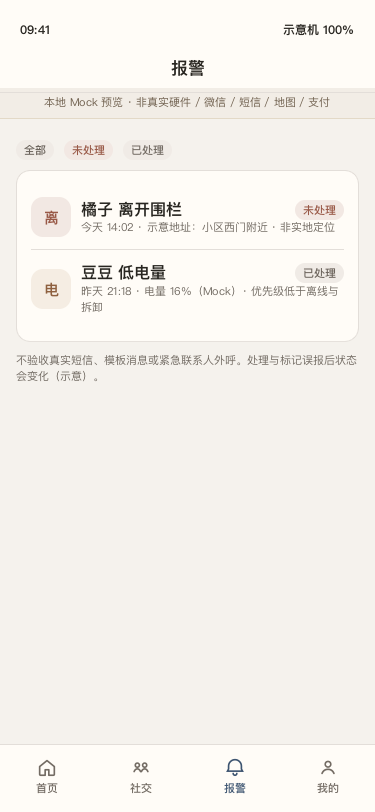 09:41
示意机 100%
报警
本地 Mock 预览 · 非真实硬件 / 微信 / 短信 / 地图 / 支付
全部
未处理
已处理
离
橘子 离开围栏
未处理
今天 14:02 · 示意地址：小区西门附近 · 非实地定位
电
豆豆 低电量
已处理
昨天 21:18 · 电量 16%（Mock）· 优先级低于离线与
拆卸
不验收真实短信、模板消息或紧急联系人外呼。处理与标记误报后状态
会变化（示意）。
首页
社交
报警
我的